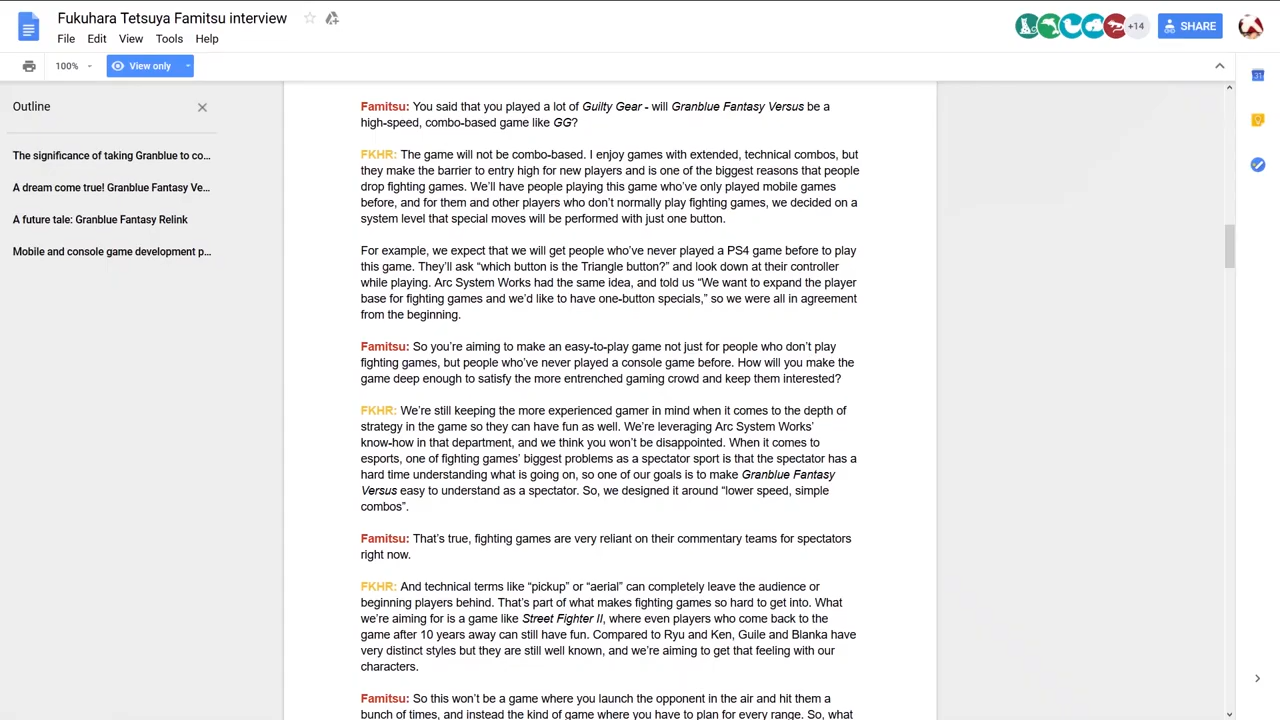 Fukuhara Tetsuya Famitsu interview
File Edit View Tools Help
+14
SHARE
100%
View only
31
Outline
The significance of taking Granblue to co...
A dream come true! Granblue Fantasy Ve...
A future tale: Granblue Fantasy Relink
Mobile and console game development p...
Famitsu: You said that you played a lot of Guilty Gear - will Granblue Fantasy Versus be a
high-speed, combo-based game like GG?
FKHR: The game will not be combo-based. I enjoy games with extended, technical combos, but
they make the barrier to entry high for new players and is one of the biggest reasons that people
drop fighting games. We’ll have people playing this game who’ve only played mobile games
before, and for them and other players who don’t normally play fighting games, we decided on a
system level that special moves will be performed with just one button.
For example, we expect that we will get people who’ve never played a PS4 game before to play
this game. They’ll ask “which button is the Triangle button?” and look down at their controller
while playing. Arc System Works had the same idea, and told us “We want to expand the player
base for fighting games and we’d like to have one-button specials,” so we were all in agreement
from the beginning.
Famitsu: So you’re aiming to make an easy-to-play game not just for people who don’t play
fighting games, but people who’ve never played a console game before. How will you make the
game deep enough to satisfy the more entrenched gaming crowd and keep them interested?
FKHR: We’re still keeping the more experienced gamer in mind when it comes to the depth of
strategy in the game so they can have fun as well. We’re leveraging Arc System Works’
know-how in that department, and we think you won’t be disappointed. When it comes to
esports, one of fighting games’ biggest problems as a spectator sport is that the spectator has a
hard time understanding what is going on, so one of our goals is to make Granblue Fantasy
Versus easy to understand as a spectator. So, we designed it around “lower speed, simple
combos”.
Famitsu: That’s true, fighting games are very reliant on their commentary teams for spectators
right now.
FKHR: And technical terms like “pickup” or “aerial” can completely leave the audience or
beginning players behind. That’s part of what makes fighting games so hard to get into. What
we’re aiming for is a game like Street Fighter II, where even players who come back to the
game after 10 years away can still have fun. Compared to Ryu and Ken, Guile and Blanka have
very distinct styles but they are still well known, and we’re aiming to get that feeling with our
characters.
Famitsu: So this won’t be a game where you launch the opponent in the air and hit them a
bunch of times, and instead the kind of game where you have to plan for every range. So, what